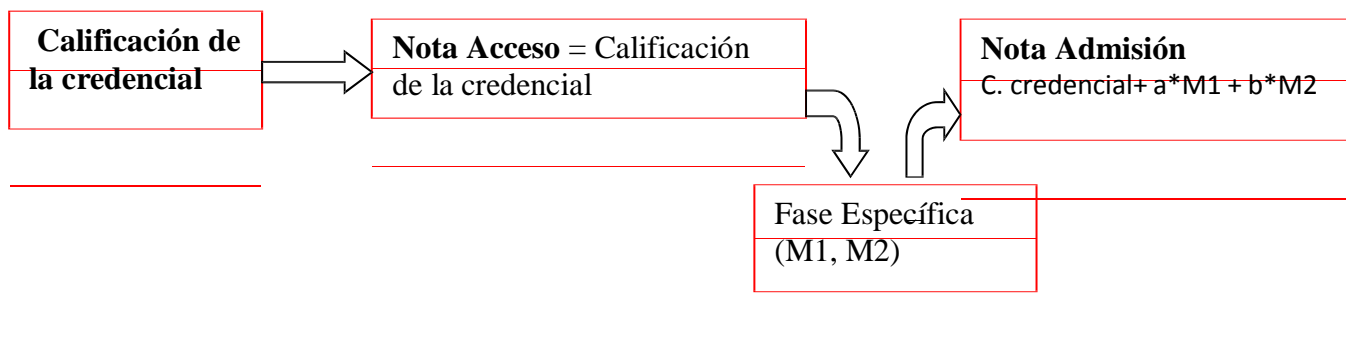 Calificación de
la credencial
Nota Acceso = Calificación
de la credencial
Fase Específica
(M1, M2)
Nota Admisión
C. credencial+ a*M1 + b*M2